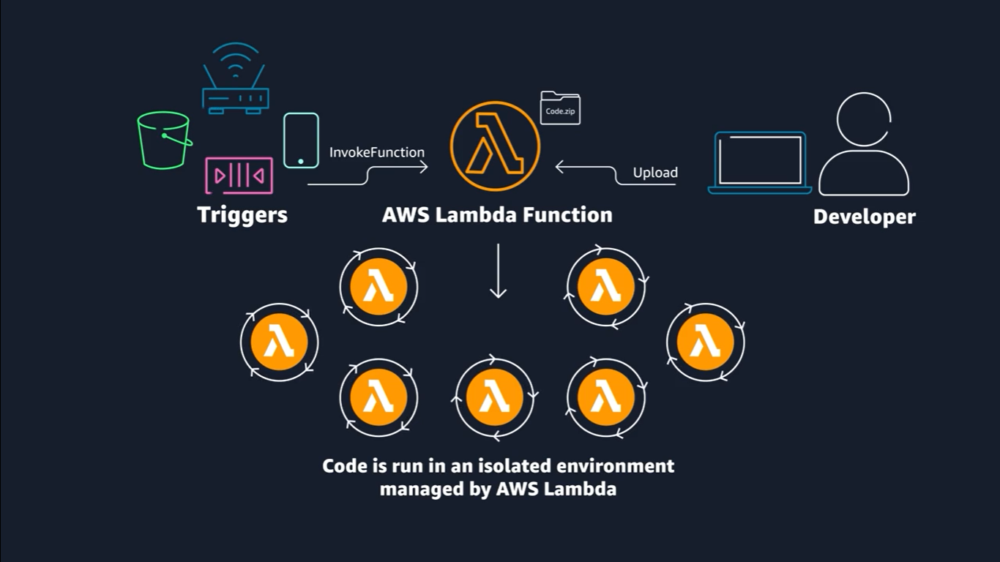 Code.zip
InvokeFunction
Upload
Triggers
AWS Lambda Function
Developer
Code is run in an isolated environment
managed by AWS Lambda